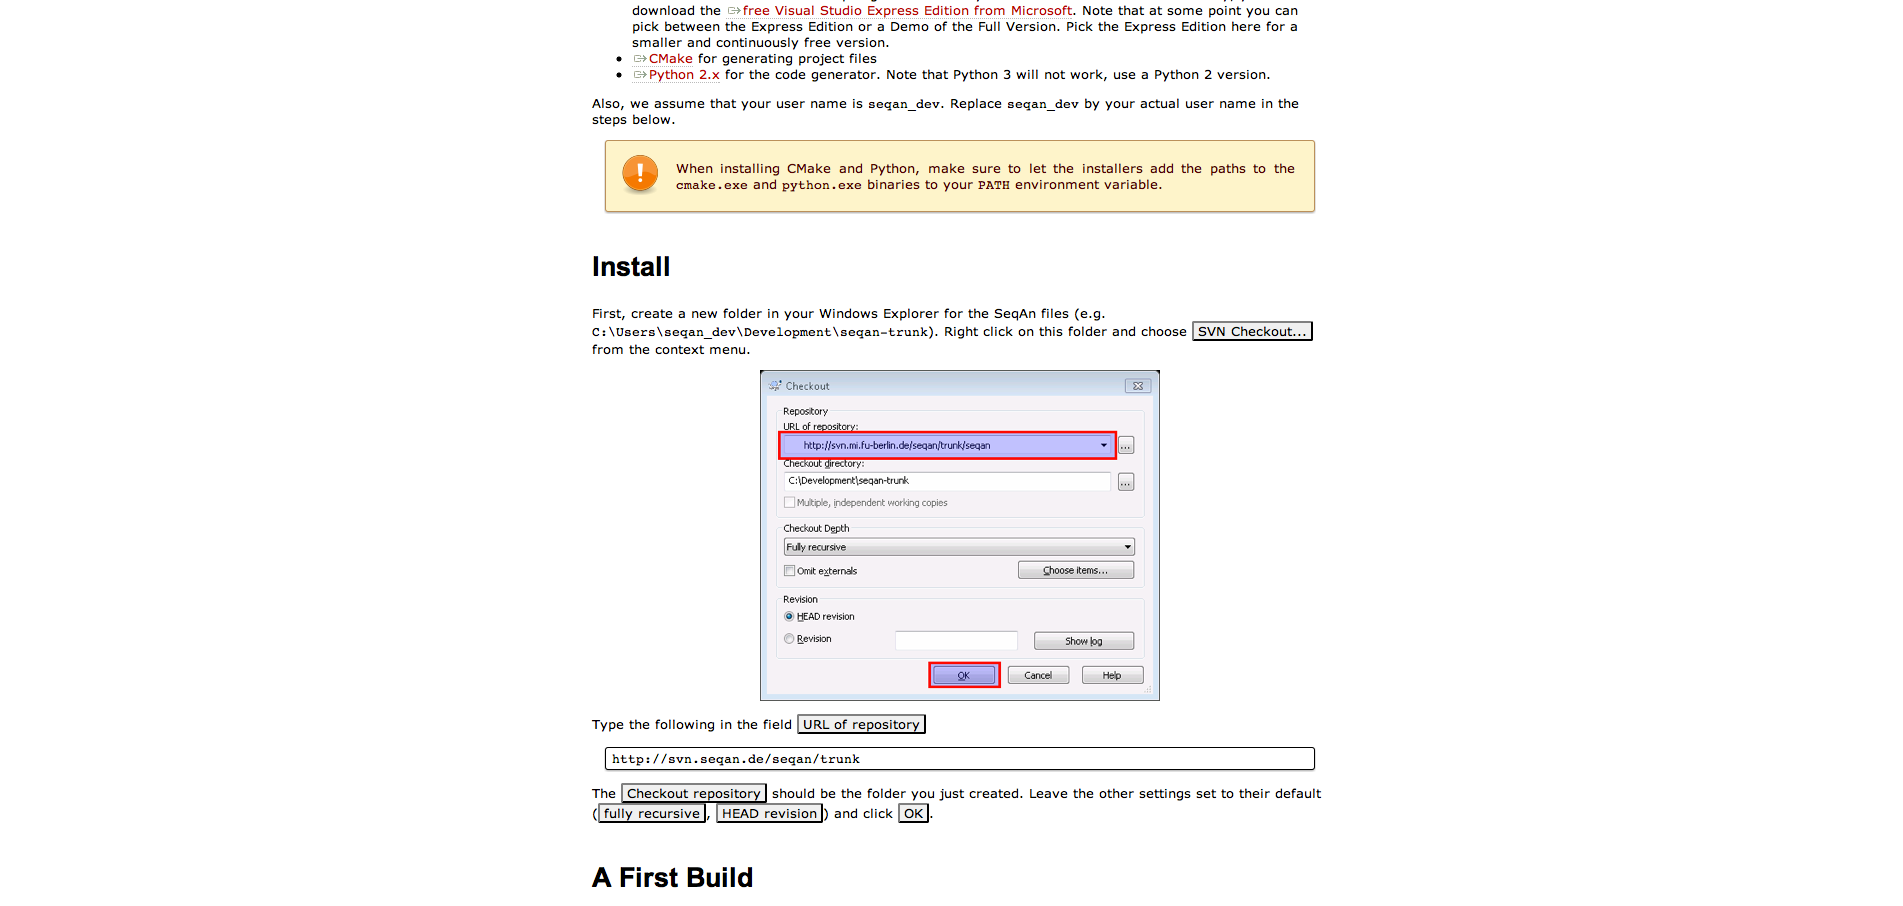 download the free Visual Studio Express Edition from Microsoft. Note that at some point you can
pick between the Express Edition or a Demo of the Full Version. Pick the Express Edition here for a
smaller and continuously free version.
CMake for generating project files
Python 2.x for the code generator. Note that Python 3 will not work, use a Python 2 version.
Also, we assume that your user name is seqan_dev. Replace seqan_dev by your actual user name in the
steps below.
When installing CMake and Python, make sure to let the installers add the paths to the
cmake.exe and python.exe binaries to your PATH environment variable.
Install
First, create a new folder in your Windows Explorer for the SeqAn files (e.g.
C:\Users\seqan_dev\Development\seqan-trunk). Right click on this folder and choose SVN Checkout...
from the context menu.
Checkout
Repository
URL of repository:
http://svn.mi.fu-berlin.de/seqan/trunk/seqan
...
Checkout directory:
C:\Development\seqan-trunk
...
Multiple, independent working copies
Checkout Depth
Fully recursive
Omit externals
Choose items...
Revision
HEAD revision
Revision
Show log
OK
Cancel
Help
Type the following in the field URL of repository
http://svn.seqan.de/seqan/trunk
The Checkout repository should be the folder you just created. Leave the other settings set to their default
(fully recursive, HEAD revision) and click OK.
A First Build